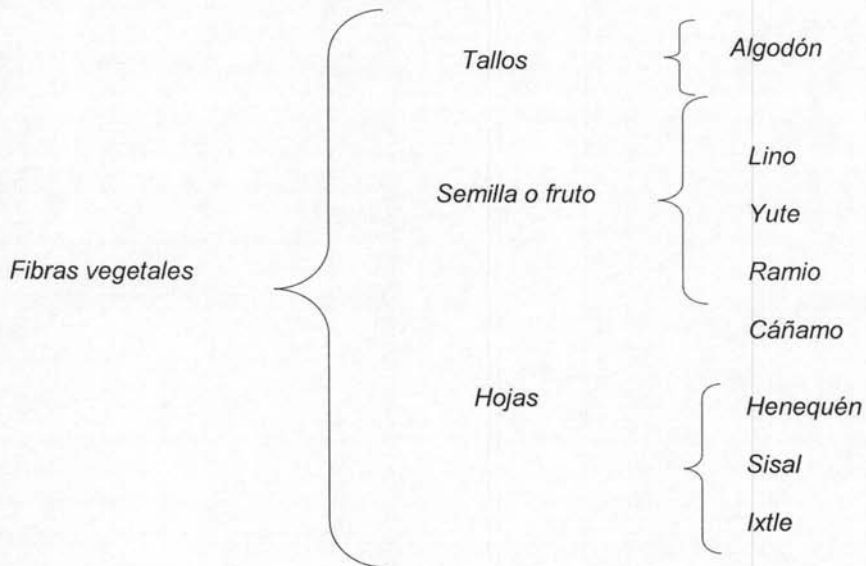 Tallos
Algodón
Semilla o fruto
Lino
Yute
Ramio
Cáñamo
Fibras vegetales
Hojas
Henequén
Sisal
Ixtle